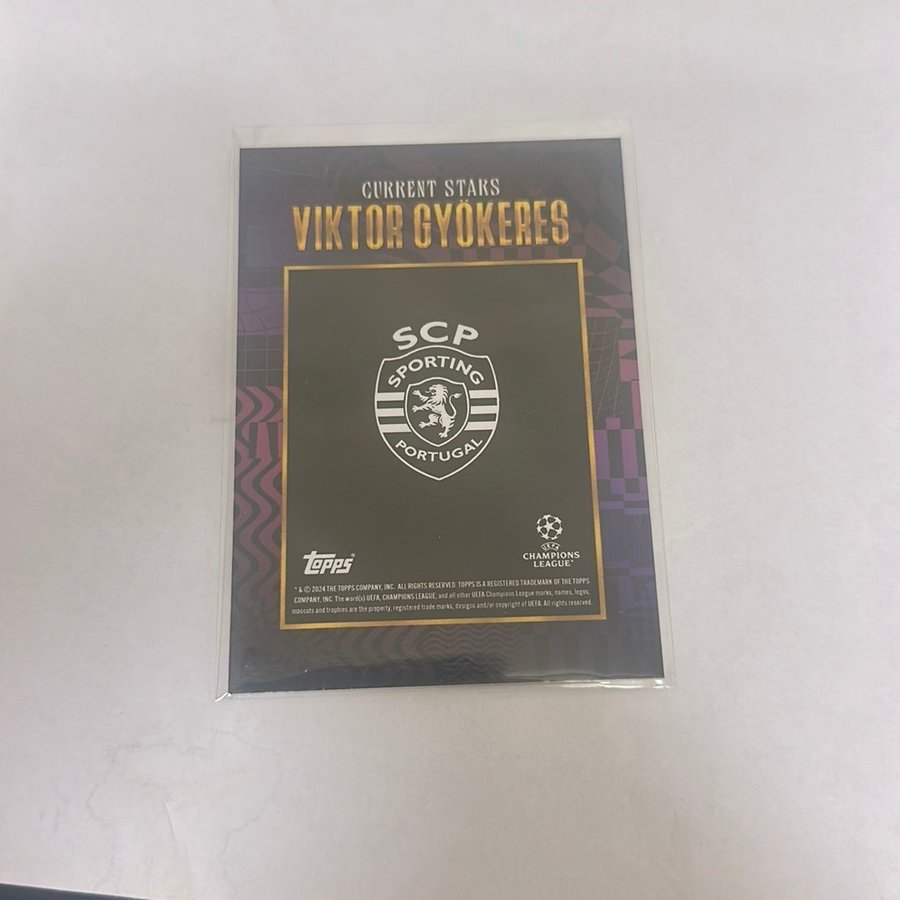 CURRENT STARS
VIKTOR GYÖKERES
SCP
SPORTING
PORTUGAL
Topps®
UEFA
CHAMPIONS
LEAGUE®
® & © 2024 THE TOPPS COMPANY, INC. ALL RIGHTS RESERVED. TOPPS IS A REGISTERED TRADEMARK OF THE TOPPS
COMPANY, INC. The word(s) UEFA, CHAMPIONS LEAGUE, and all other UEFA Champions League marks, names, logos,
mascots and trophies are the property, registered trade marks, designs and/or copyright of UEFA. All rights reserved.